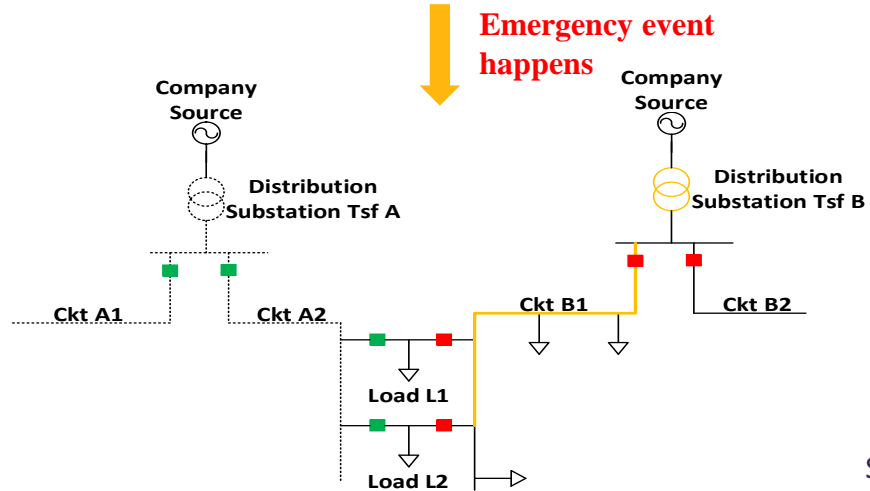 Emergency event
happens
Company
Source
Company
Source
Distribution
Substation Tsf A
Distribution
Substation Tsf B
Ckt A1
Ckt A2
Ckt B1
Ckt B2
Load L1
Load L2
S